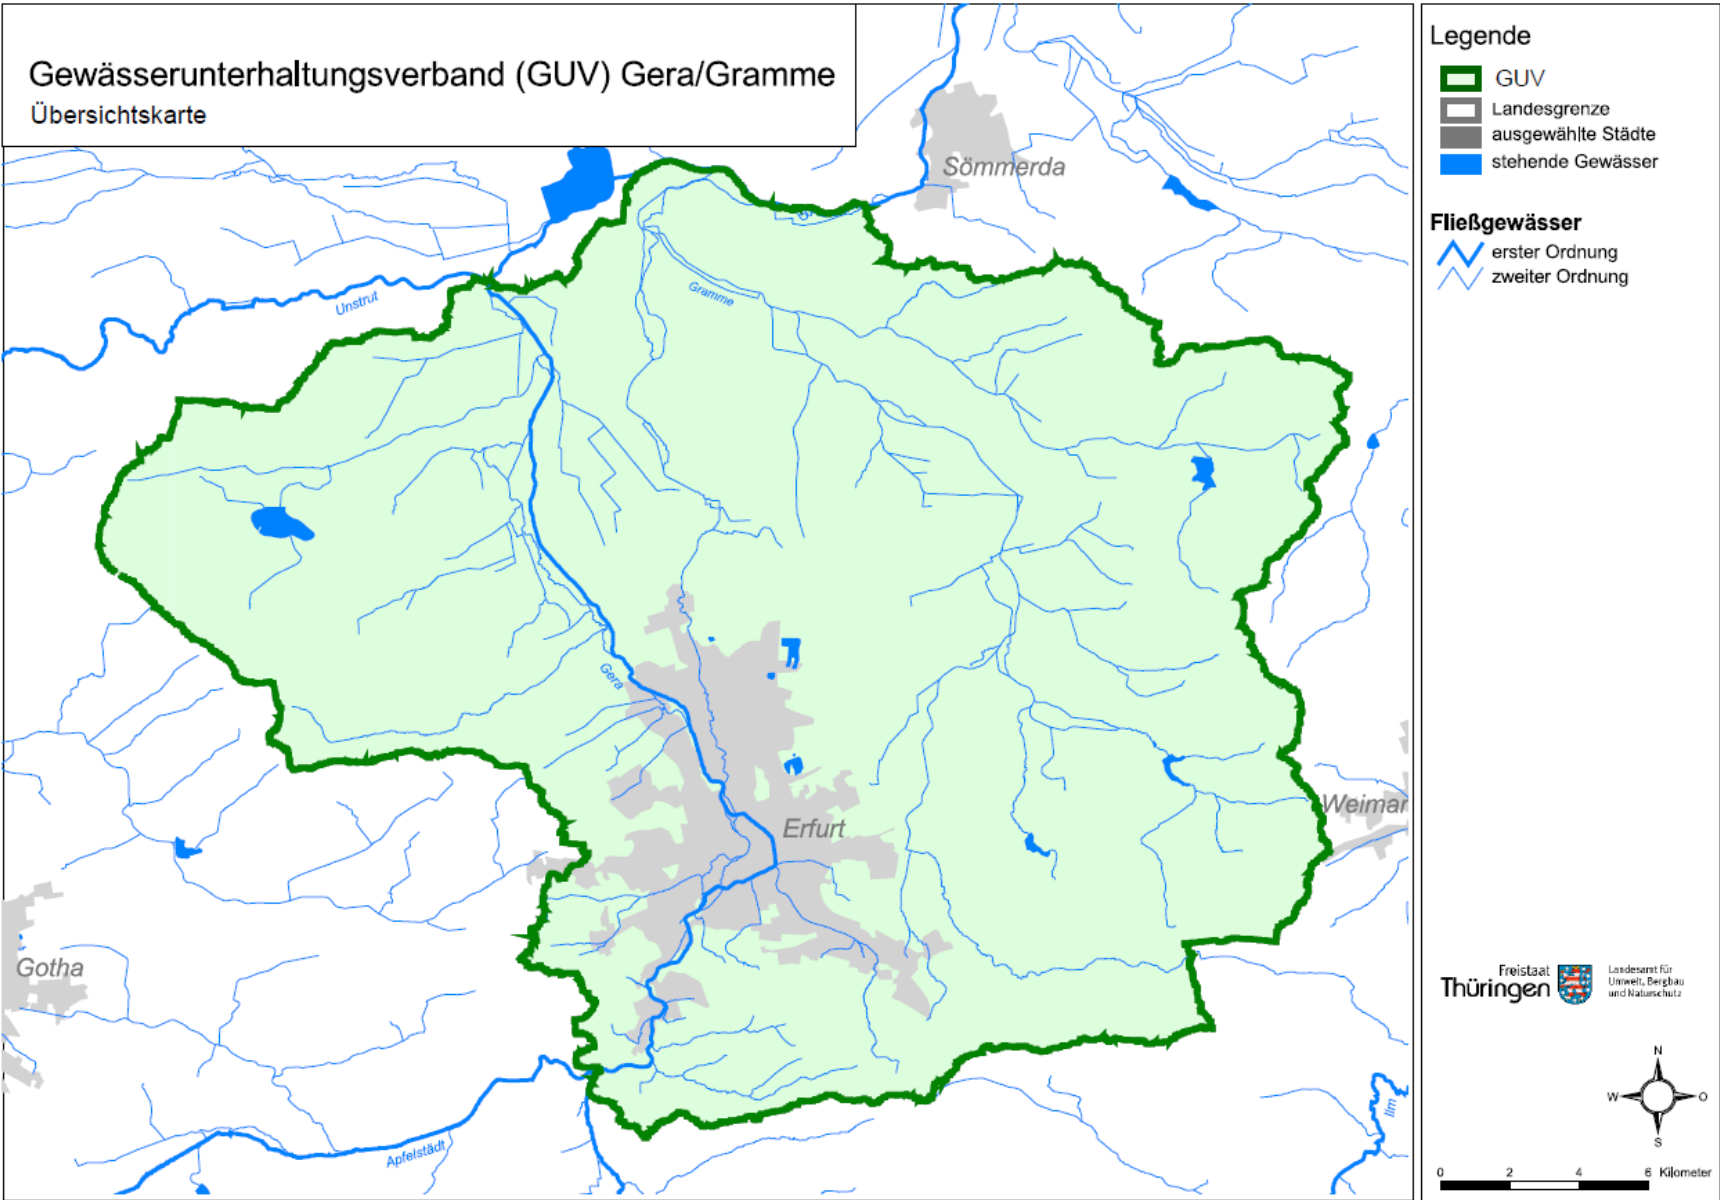 Gewässerunterhaltungsverband (GUV) Gera/Gramme
Übersichtskarte
Sömmerda
Unstrut
Gramme
Gera
Erfurt
Weimar
Gotha
Apfelstädt
Ilm
Legende
GUV
Landesgrenze
ausgewählte Städte
stehende Gewässer
Fließgewässer
erster Ordnung
zweiter Ordnung
Freistaat
Thüringen
Landesamt für
Umwelt, Bergbau
und Naturschutz
N
W O
S
0 2 4 6 Kilometer